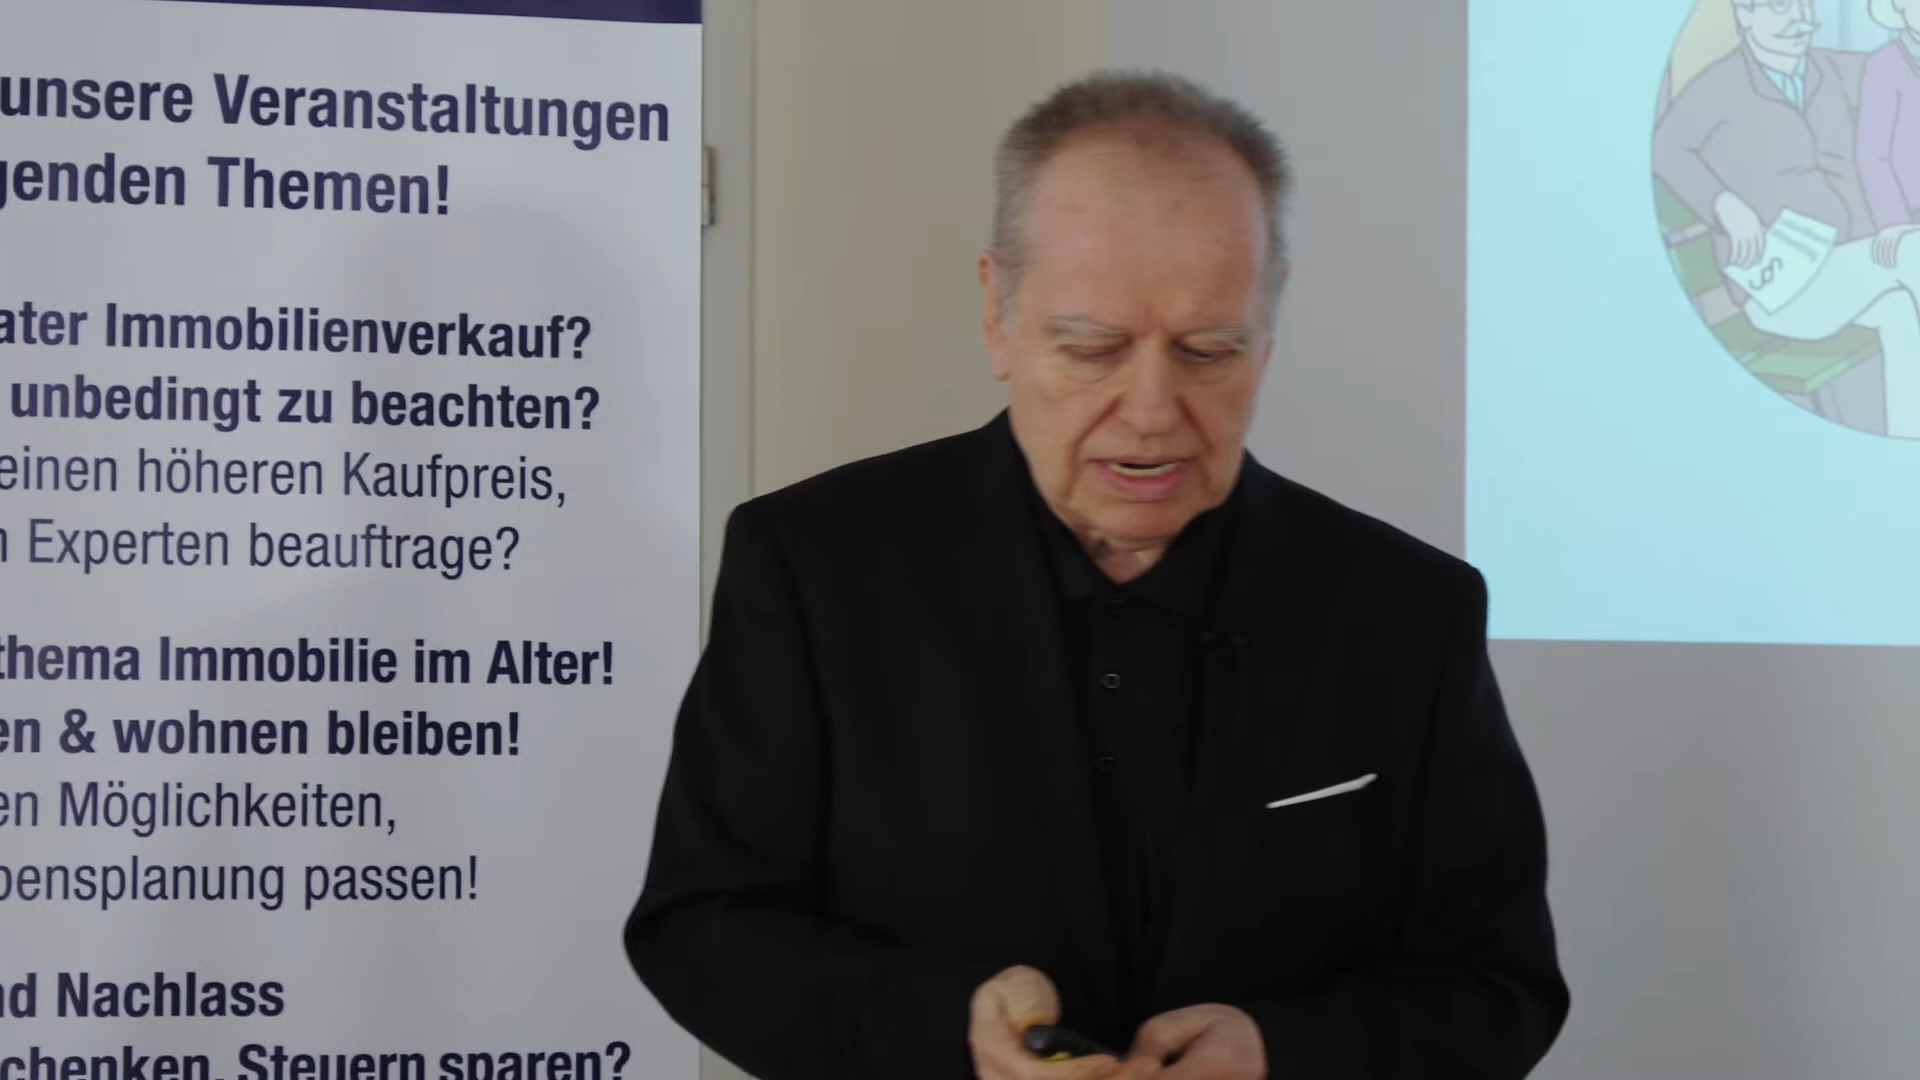 unsere Veranstaltungen
genden Themen!
ater Immobilienverkauf?
unbedingt zu beachten?
einen höheren Kaufpreis,
n Experten beauftrage?
thema Immobilie im Alter!
en & wohnen bleiben!
en Möglichkeiten,
bensplanung passen!
nd Nachlass
chenken, Steuern sparen?
§